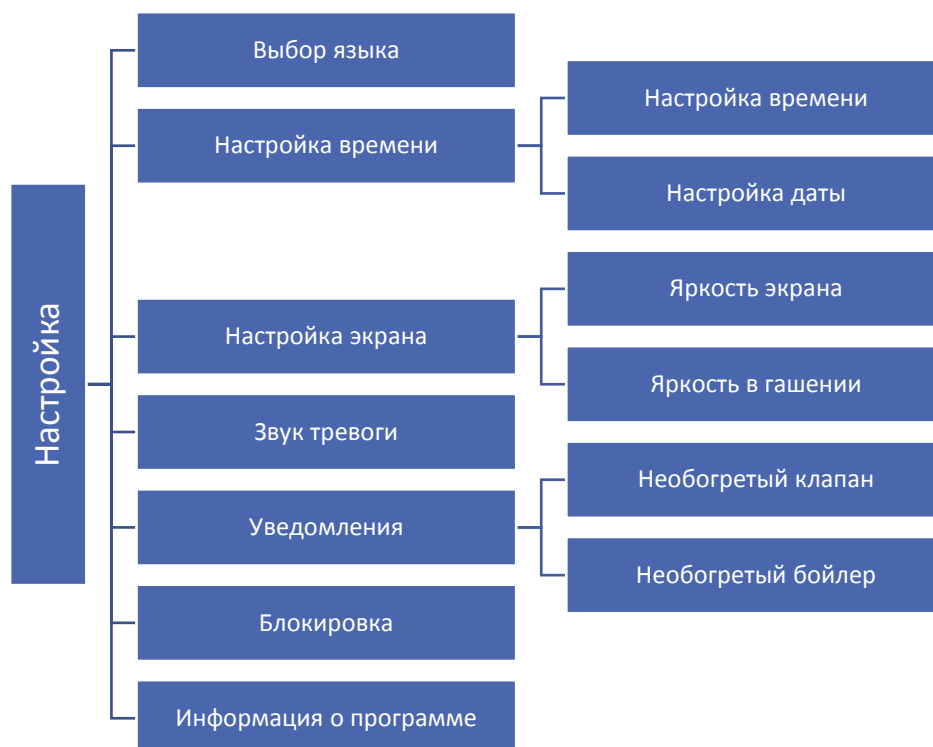 Настройка
Выбор языка
Настройка времени
Настройка времени
Настройка даты
Настройка экрана
Яркость экрана
Яркость в гашении
Звук тревоги
Уведомления
Необогретый клапан
Необогретый бойлер
Блокировка
Информация о программе